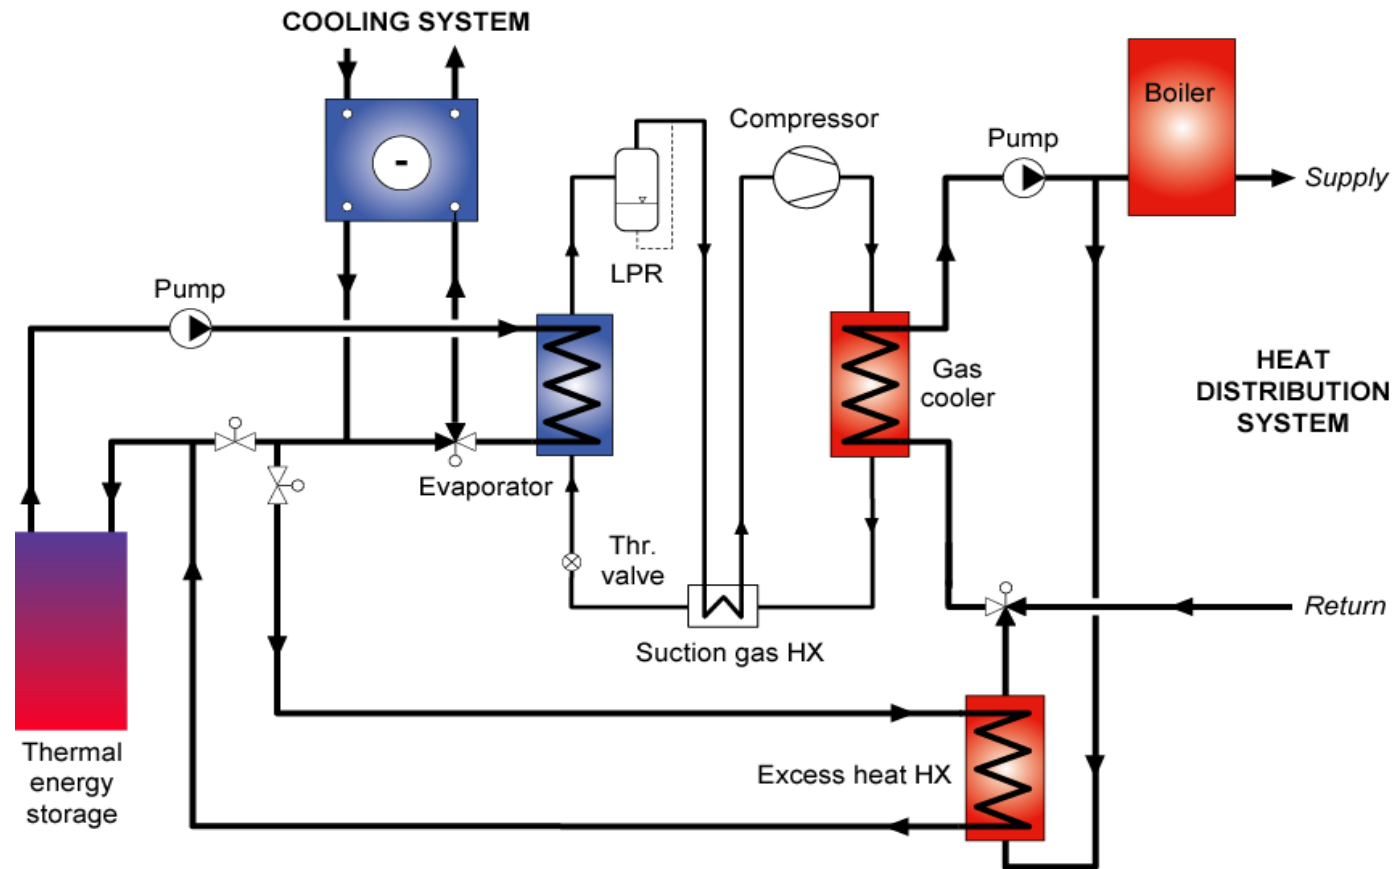 COOLING SYSTEM
Boiler
Compressor
Pump
Supply
-
LPR
Pump
Gas
cooler
HEAT
DISTRIBUTION
SYSTEM
Evaporator
Thr.
valve
Return
Suction gas HX
Thermal
energy
storage
Excess heat HX